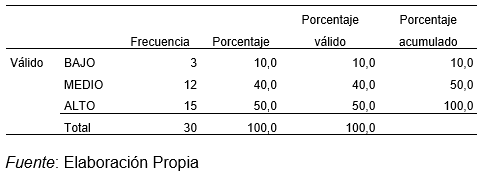 Frecuencia Porcentaje Porcentaje válido Porcentaje acumulado
Válido BAJO 3 10,0 10,0 10,0
MEDIO 12 40,0 40,0 50,0
ALTO 15 50,0 50,0 100,0
Total 30 100,0 100,0
Fuente: Elaboración Propia